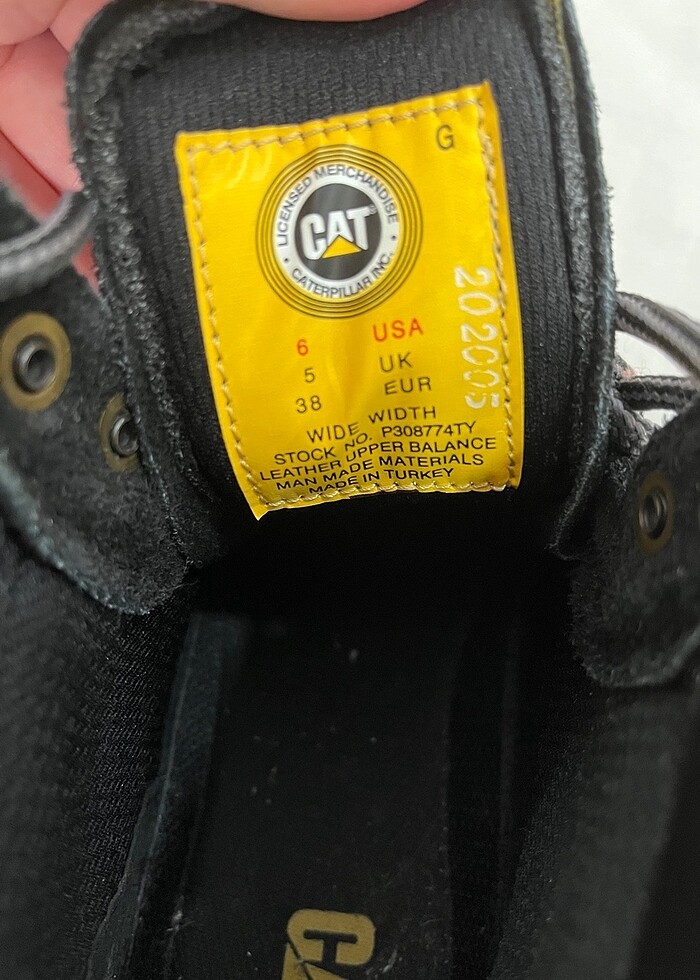 G
LICENSED MERCHANDISE
CAT
CATERPILLAR INC.
6 USA
5 UK
38 EUR
WIDE WIDTH
STOCK NO. P308774TY
LEATHER UPPER BALANCE
MAN MADE MATERIALS
MADE IN TURKEY
202005